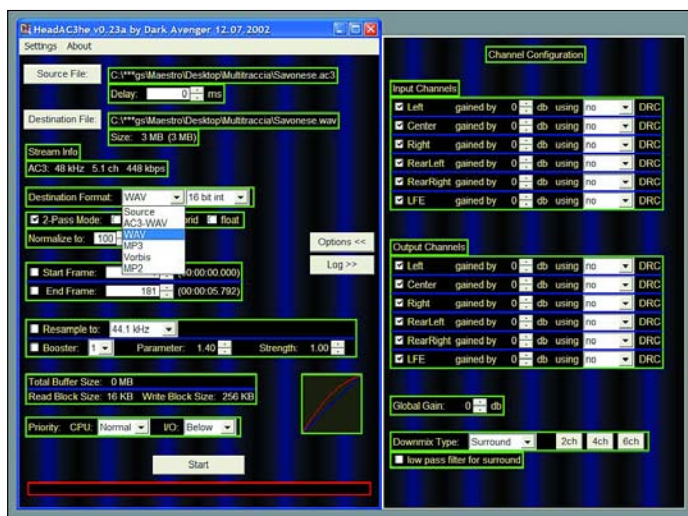 HeadAC3he v0.23a by Dark Avenger 12.07.2002
Settings About
Source File: C:\***gs\Maestro\Desktop\Multitraccia\Savonese.ac3
Delay: 0 ms
Destination File: C:\***gs\Maestro\Desktop\Multitraccia\Savonese.wav
Size: 3 MB (3 MB)
Stream Info
AC3: 48 kHz 5.1 ch 448 kbps
Destination Format: WAV 16 bit int
2-Pass Mode: float
Source
AC3-WAV
WAV
MP3
Vorbis
MP2
Normalize to: 100
Options <<
Log >>
Start Frame: (00:00:00.000)
End Frame: 181 (00:00:05.792)
Resample to: 44.1 kHz
Booster: 1 Parameter: 1.40 Strength: 1.00
Total Buffer Size: 0 MB
Read Block Size: 16 KB Write Block Size: 256 KB
Priority: CPU: Normal I/O: Below
Start
Channel Configuration
Input Channels
Left gained by 0 db using no DRC
Center gained by 0 db using no DRC
Right gained by 0 db using no DRC
RearLeft gained by 0 db using no DRC
RearRight gained by 0 db using no DRC
LFE gained by 0 db using no DRC
Output Channels
Left gained by 0 db using no DRC
Center gained by 0 db using no DRC
Right gained by 0 db using no DRC
RearLeft gained by 0 db using no DRC
RearRight gained by 0 db using no DRC
LFE gained by 0 db using no DRC
Global Gain: 0 db
Downmix Type: Surround 2ch 4ch 6ch
low pass filter for surround